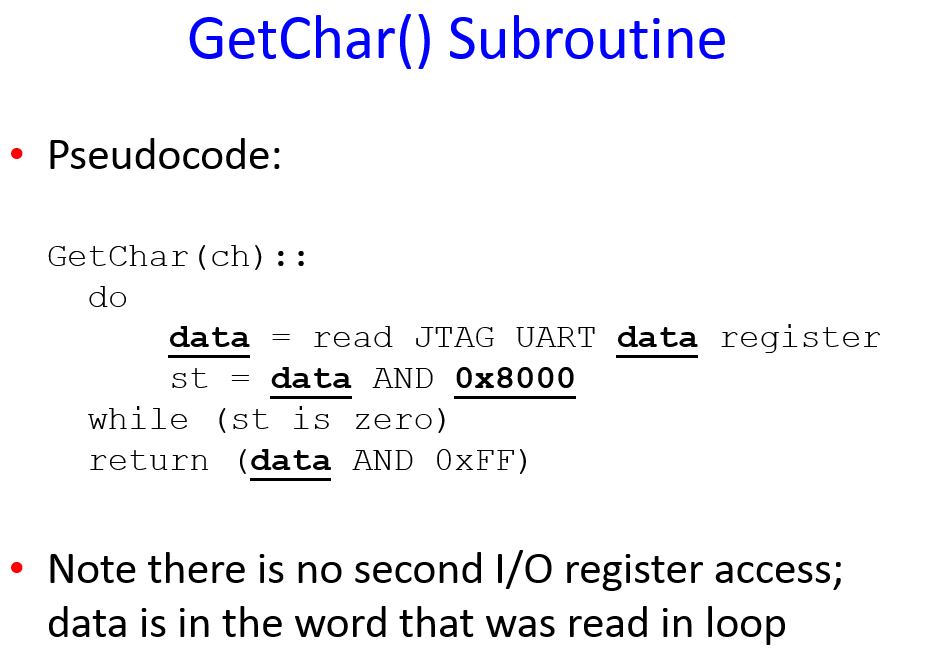 GetChar() Subroutine
• Pseudocode:
GetChar(ch)::
do
data = read JTAG UART data register
st = data AND 0x8000
while (st is zero)
return (data AND 0xFF)
• Note there is no second I/O register access;
data is in the word that was read in loop